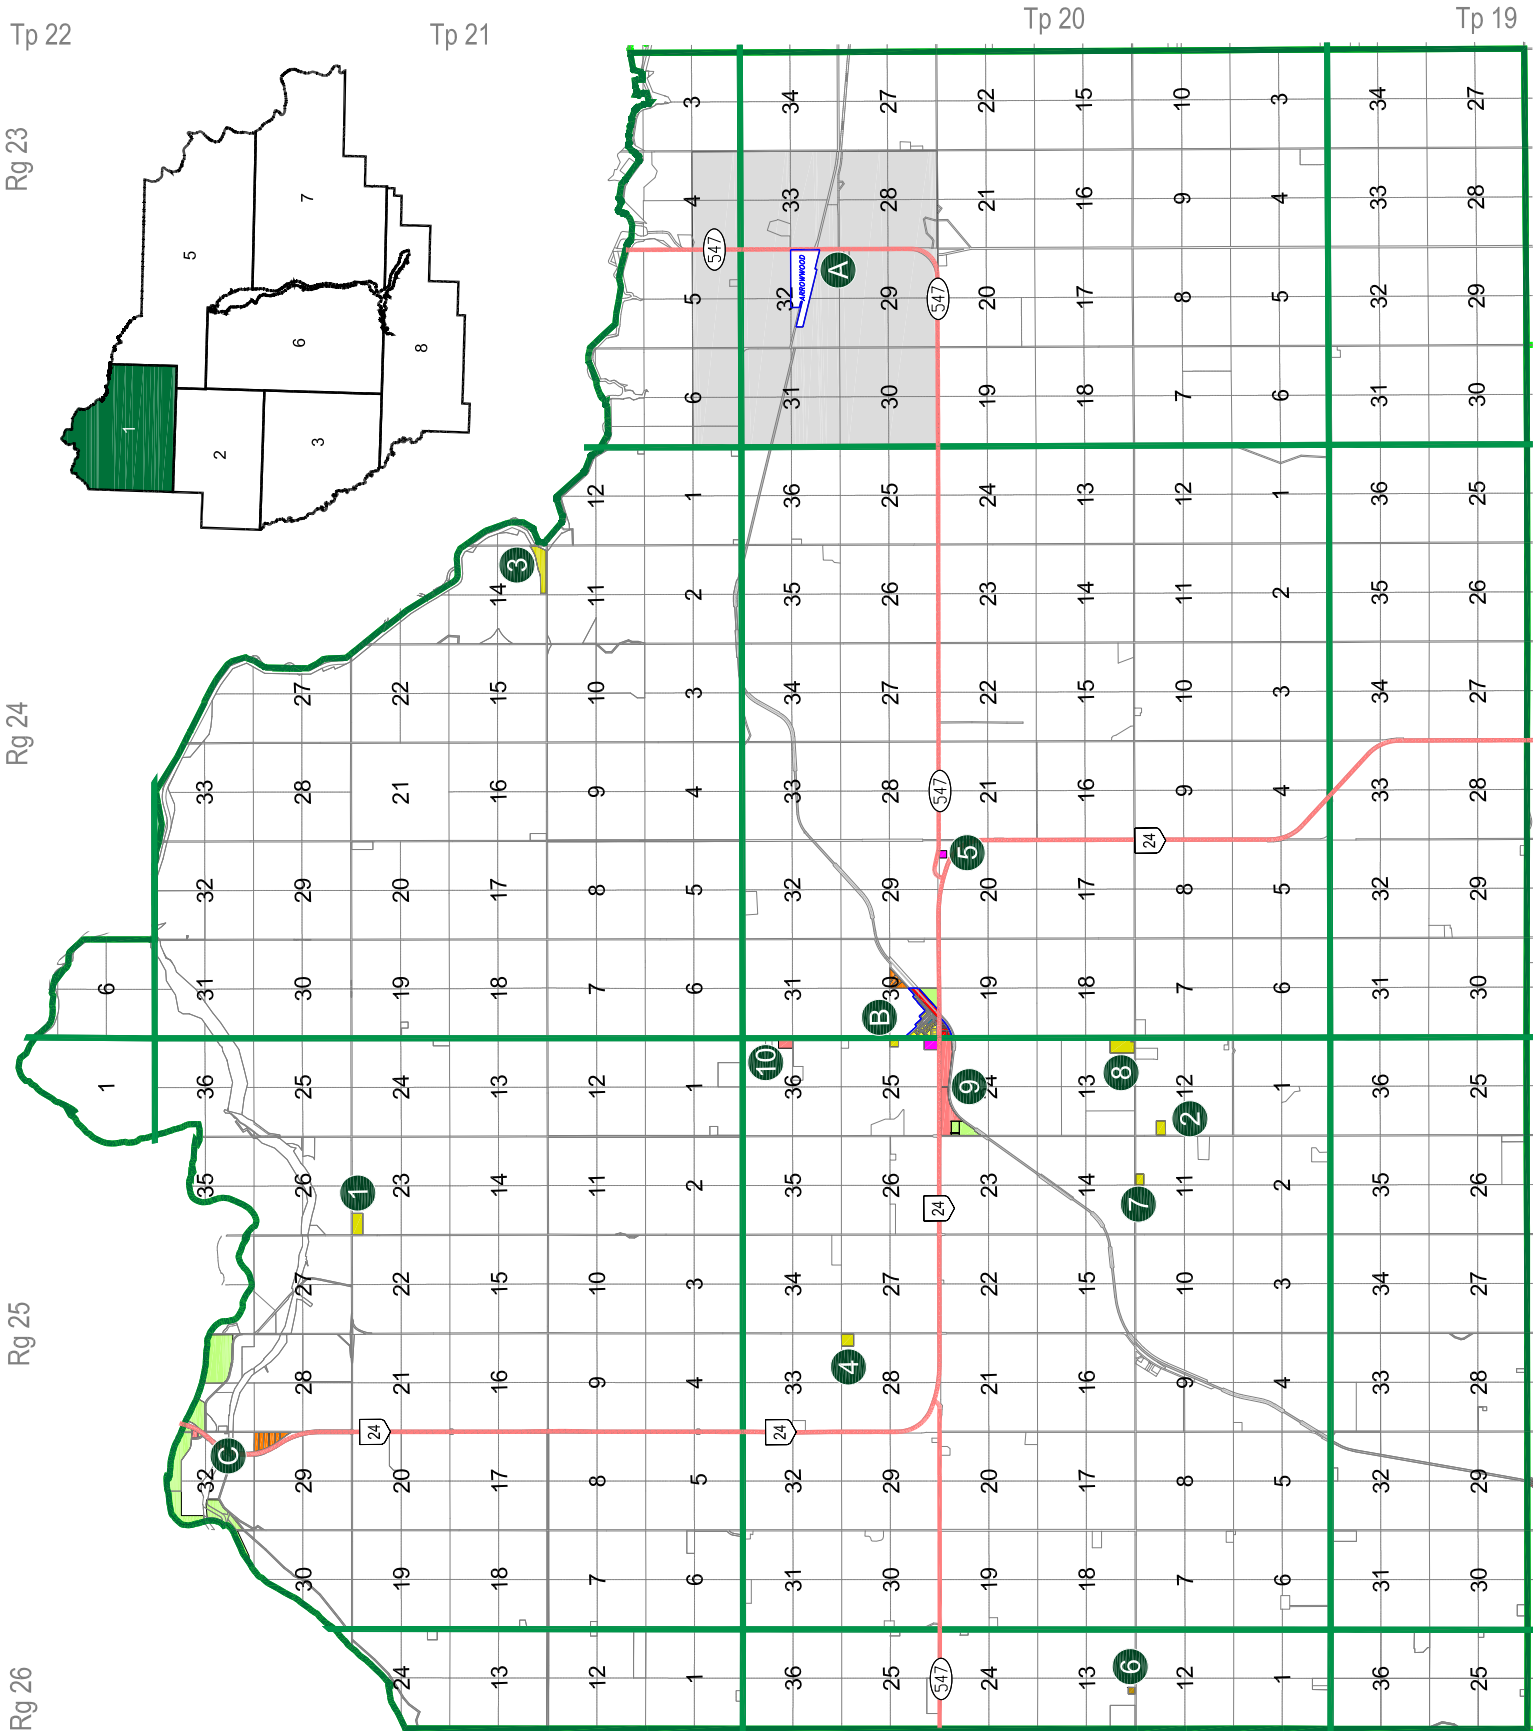 Tp 22 Tp 21 Tp 20 Tp 19
Rg 23
3 34 27 22 15 10 3 34 27
7
4 33 28 21 16 9 4 33 28
5
547
ARROWWOOD A
5 32 29 547 20 17 8 5 32 29
6 8
6 31 30 19 18 7 6 31 30
1
3
2
12 1 36 25 24 13 12 1 36 25
3
14 11 2 35 26 23 14 11 2 35 26
27 22 15 10 3 34 27 22 15 10 3 34 27
Rg 24
33 28 21 16 9 4 33 28 547 21 16 9 4 33 28
5 24
32 29 20 17 8 5 32 29 20 17 8 5 32 29
6 31 30 19 18 7 6 31 30 19 18 7 6 31 30
B
10 8
1 36 25 24 13 12 1 36 25 9 24 13 12 1 36 25
2
35 26 1 23 14 11 2 35 26 23 14 11 2 35 26
24 7
27 22 15 10 3 34 27 22 15 10 3 34 27
Rg 25
4
28 21 16 9 4 33 28 21 16 9 4 33 28
C 24 24
32 29 20 17 8 5 32 29 20 17 8 5 32 29
30 19 18 7 6 31 30 19 18 7 6 31 30
6
24 13 12 1 36 25 547 24 13 12 1 36 25
Rg 26